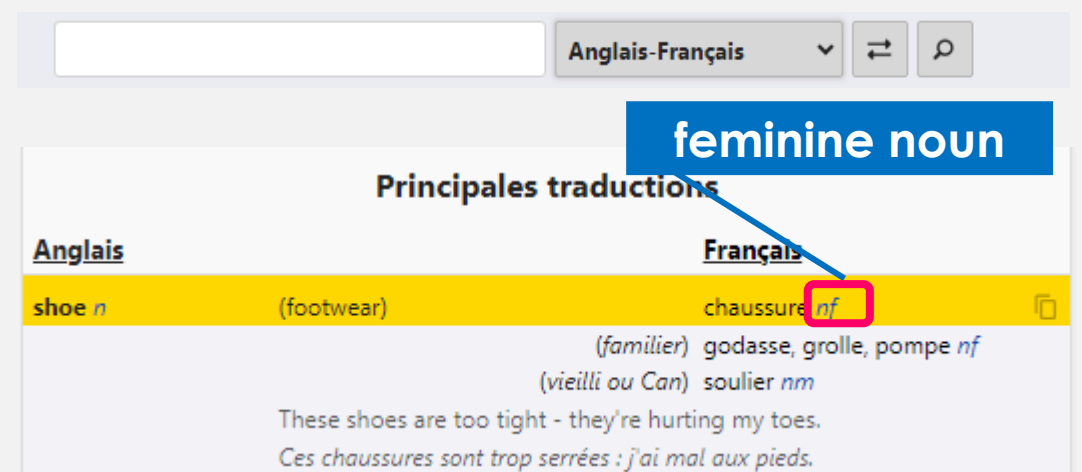 Anglais-Français
feminine noun
Principales traductions
Anglais Français
shoe n (footwear) chaussure nf
(familier) godasse, grolle, pompe nf
(vieilli ou Can) soulier nm
These shoes are too tight - they're hurting my toes.
Ces chaussures sont trop serrées : j'ai mal aux pieds.